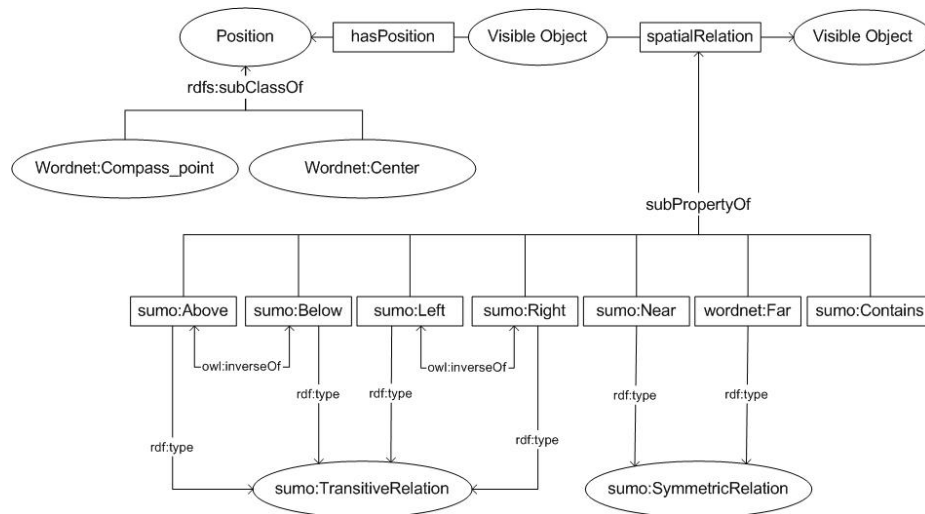 Position
hasPosition
Visible Object
spatialRelation
Visible Object
rdfs:subClassOf
Wordnet:Compass_point
Wordnet:Center
subPropertyOf
sumo:Above
sumo:Below
sumo:Left
sumo:Right
sumo:Near
wordnet:Far
sumo:Contains
owl:inverseOf
owl:inverseOf
rdf:type
rdf:type
rdf:type
rdf:type
rdf:type
rdf:type
sumo:TransitiveRelation
sumo:SymmetricRelation